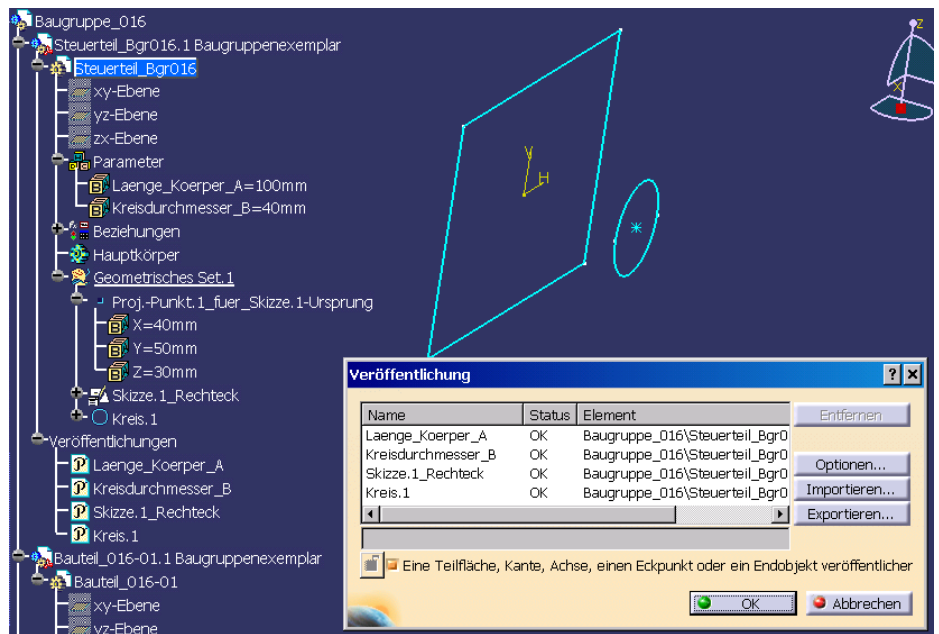 Baugruppe_016
Steuerteil_Bgr016.1 Baugruppenexemplar
Steuerteil_Bgr016
xy-Ebene
yz-Ebene
zx-Ebene
Parameter
Laenge_Koerper_A=100mm
Kreisdurchmesser_B=40mm
Beziehungen
Hauptkörper
Geometrisches Set.1
Proj.-Punkt.1_fuer_Skizze.1-Ursprung
X=40mm
Y=50mm
Z=30mm
Skizze.1_Rechteck
Kreis.1
Veröffentlichungen
Laenge_Koerper_A
Kreisdurchmesser_B
Skizze.1_Rechteck
Kreis.1
Bauteil_016-01.1 Baugruppenexemplar
Bauteil_016-01
xy-Ebene
yz-Ebene
V
H
z
x
Veröffentlichung
Name Status Element
Laenge_Koerper_A OK Baugruppe_016\Steuerteil_Bgr0
Kreisdurchmesser_B OK Baugruppe_016\Steuerteil_Bgr0
Skizze.1_Rechteck OK Baugruppe_016\Steuerteil_Bgr0
Kreis.1 OK Baugruppe_016\Steuerteil_Bgr0
Entfernen
Optionen...
Importieren...
Exportieren...
Eine Teilfläche, Kante, Achse, einen Eckpunkt oder ein Endobjekt veröffentlicher
OK
Abbrechen